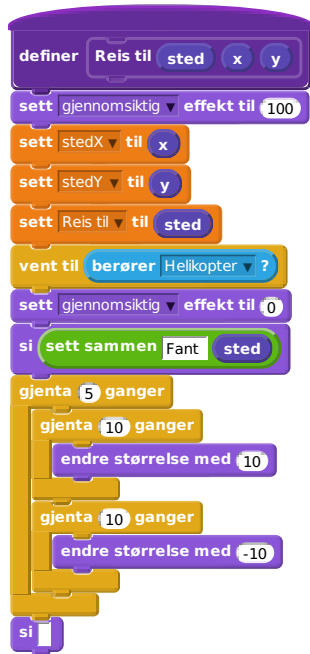 definer Reis til sted x y
sett gjennomsiktig effekt til 100
sett stedX til x
sett stedY til y
sett Reis til til sted
vent til berører Helikopter ?
sett gjennomsiktig effekt til 0
si sett sammen Fant sted
gjenta 5 ganger
gjenta 10 ganger
endre størrelse med 10
gjenta 10 ganger
endre størrelse med -10
si